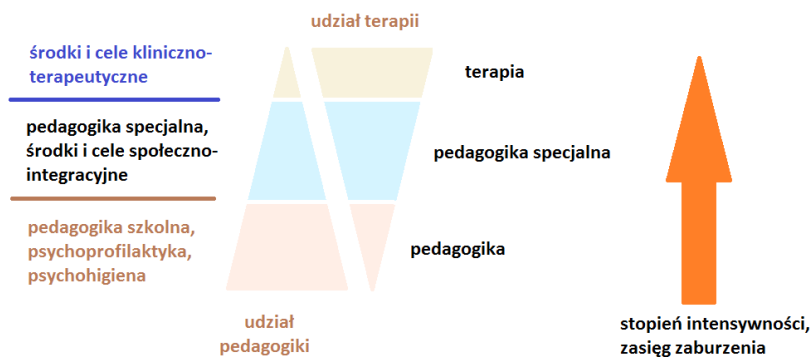 udział terapii
środki i cele kliniczno-
terapeutyczne
terapia
pedagogika specjalna,
środki i cele społeczno-
integracyjne
pedagogika specjalna
pedagogika szkolna,
psychoprofilaktyka,
psychohigiena
pedagogika
udział
pedagogiki
stopień intensywności,
zasięg zaburzenia